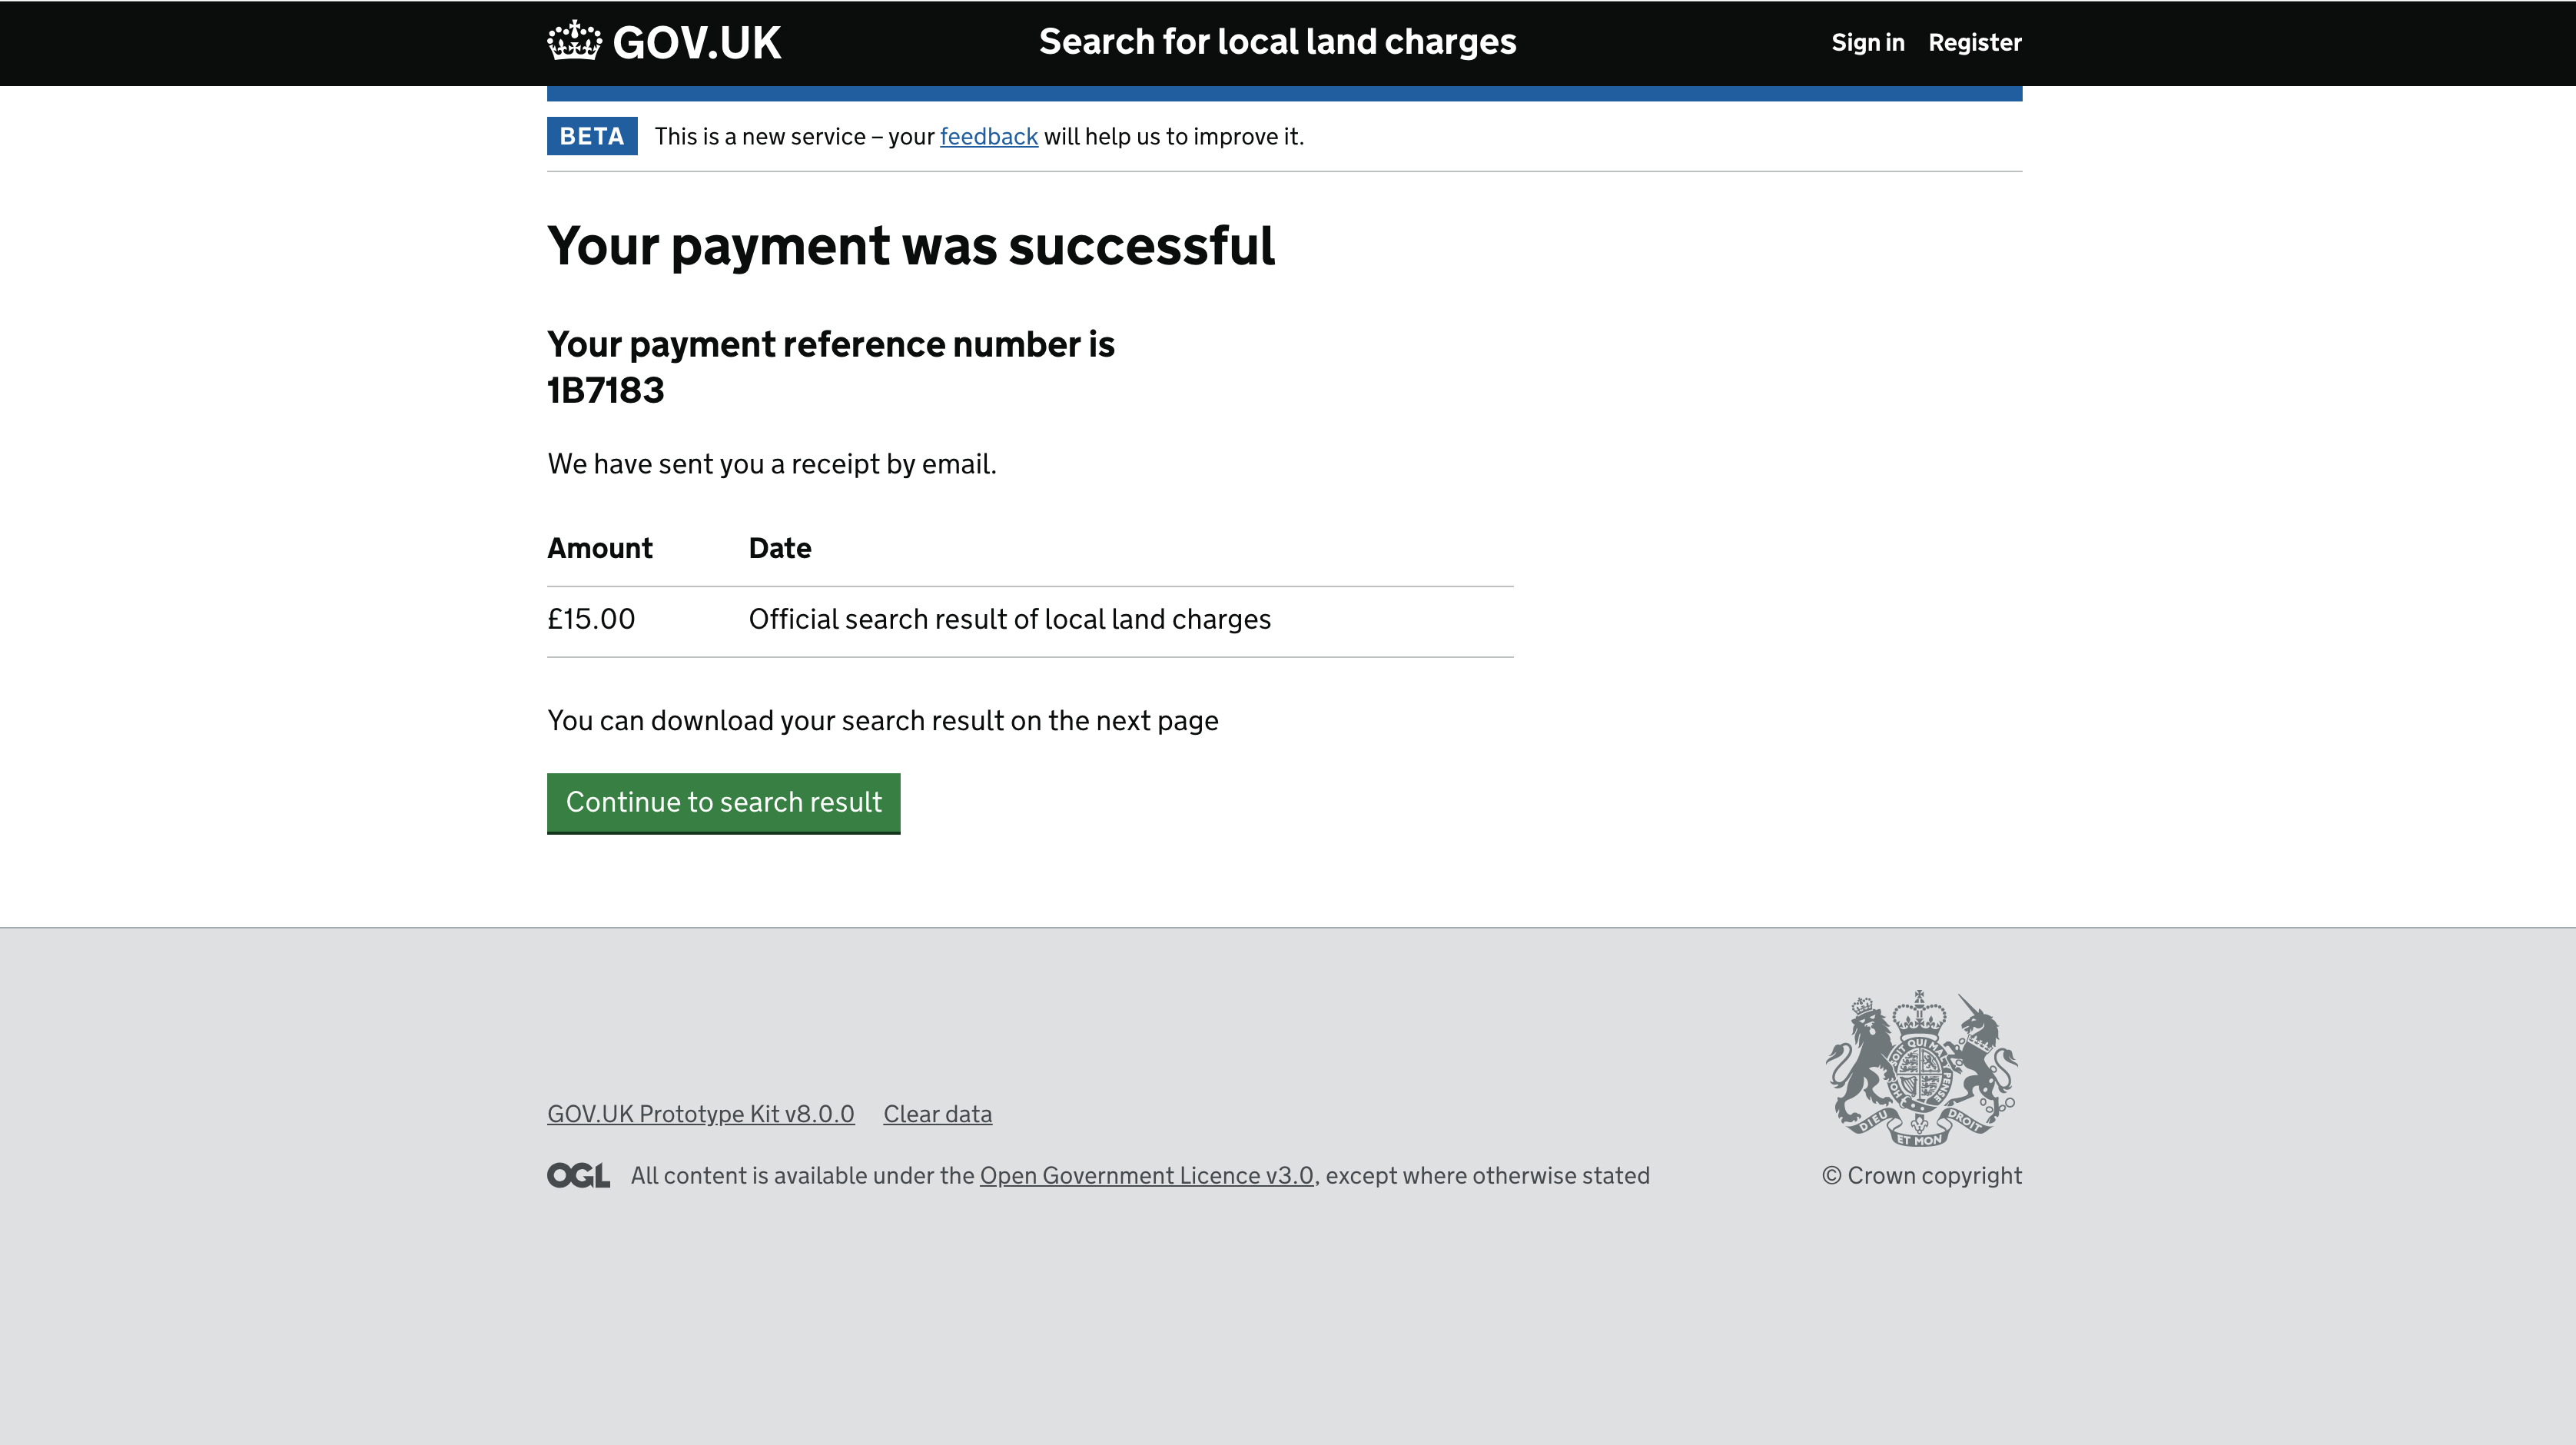 GOV.UK Search for local land charges Sign in Register
BETA This is a new service – your feedback will help us to improve it.
Your payment was successful
Your payment reference number is
1B7183
We have sent you a receipt by email.
Amount Date
£15.00 Official search result of local land charges
You can download your search result on the next page
Continue to search result
GOV.UK Prototype Kit v8.0.0 Clear data
SOIT QUI MAL
PENSE
HON
DIEU ET MON DROIT
OGL All content is available under the Open Government Licence v3.0, except where otherwise stated © Crown copyright